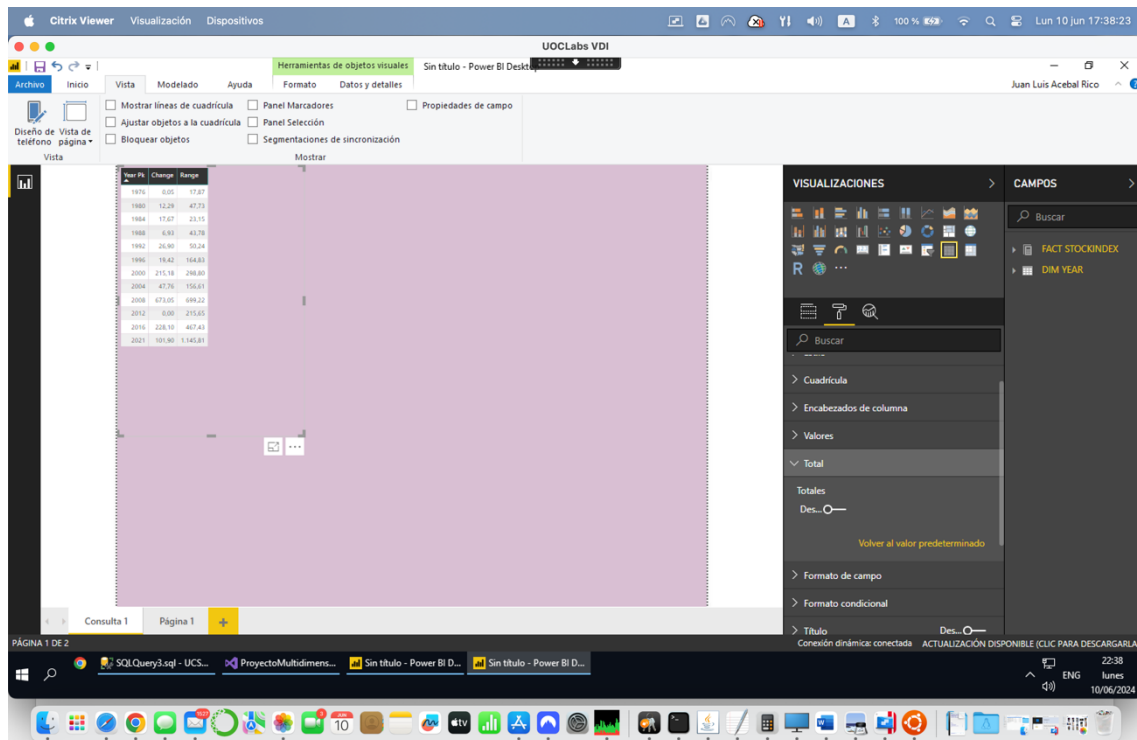 Citrix Viewer Visualización Dispositivos
A 100 % Lun 10 jun 17:38:23
UOCLabs VDI
Herramientas de objetos visuales Sin título - Power BI Deskt
Archivo Inicio Vista Modelado Ayuda Formato Datos y detalles Juan Luis Acebal Rico
Mostrar líneas de cuadrícula Panel Marcadores Propiedades de campo
Ajustar objetos a la cuadrícula Panel Selección
Bloquear objetos Segmentaciones de sincronización
Diseño de teléfono Vista de página
Vista Mostrar
Year Pk Change Range
1976 0,05 17,87
1980 12,29 47,73
1984 17,67 23,15
1988 6,93 43,78
1992 26,90 50,24
1996 19,42 164,83
2000 215,18 298,80
2004 47,76 156,61
2008 673,05 699,22
2012 0,00 215,65
2016 228,10 467,43
2021 101,90 1.145,81
VISUALIZACIONES
R
Buscar
Cuadrícula
Encabezados de columna
Valores
Total
Totales
Des...
Volver al valor predeterminado
Formato de campo
Formato condicional
Título Des...
CAMPOS
Buscar
FACT STOCKINDEX
DIM YEAR
Consulta 1 Página 1 +
PÁGINA 1 DE 2 Conexión dinámica: conectada ACTUALIZACIÓN DISPONIBLE (CLIC PARA DESCARGARLA
SQLQuery3.sql - UCS... ProyectoMultidimens... Sin título - Power BI D... Sin título - Power BI D...
ENG
22:38
lunes
10/06/2024
JUN
10
tv